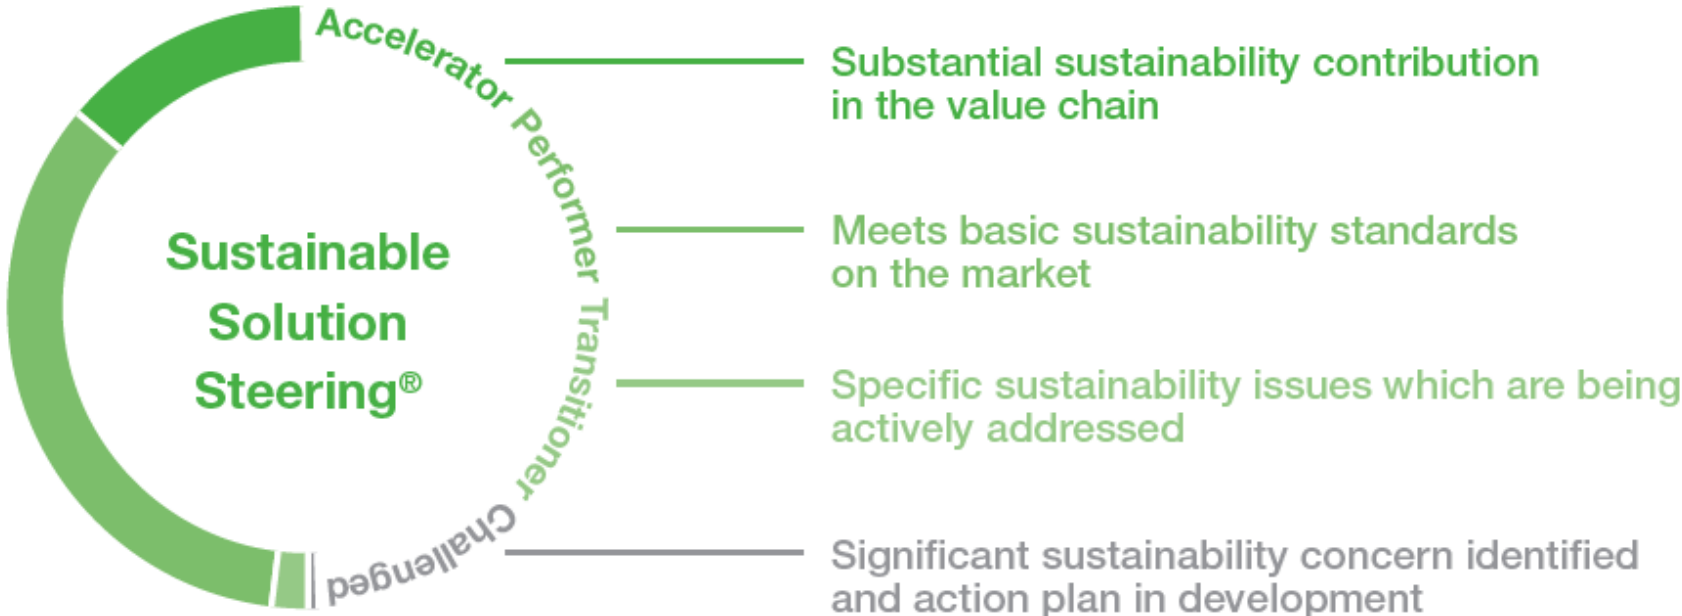 Sustainable
Solution
Steering®
Accelerator
Performer
Transitioner
Challenged
Substantial sustainability contribution
in the value chain
Meets basic sustainability standards
on the market
Specific sustainability issues which are being
actively addressed
Significant sustainability concern identified
and action plan in development